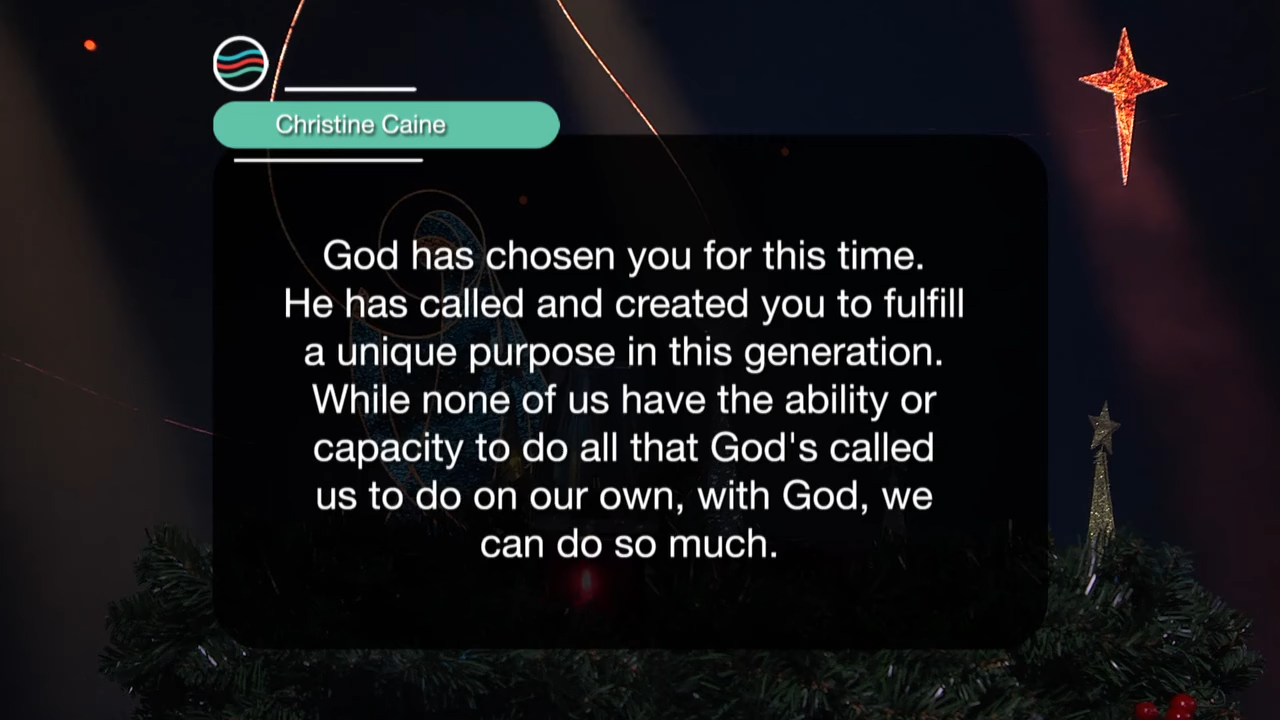 Christine Caine
God has chosen you for this time.
He has called and created you to fulfill
a unique purpose in this generation.
While none of us have the ability or
capacity to do all that God's called
us to do on our own, with God, we
can do so much.